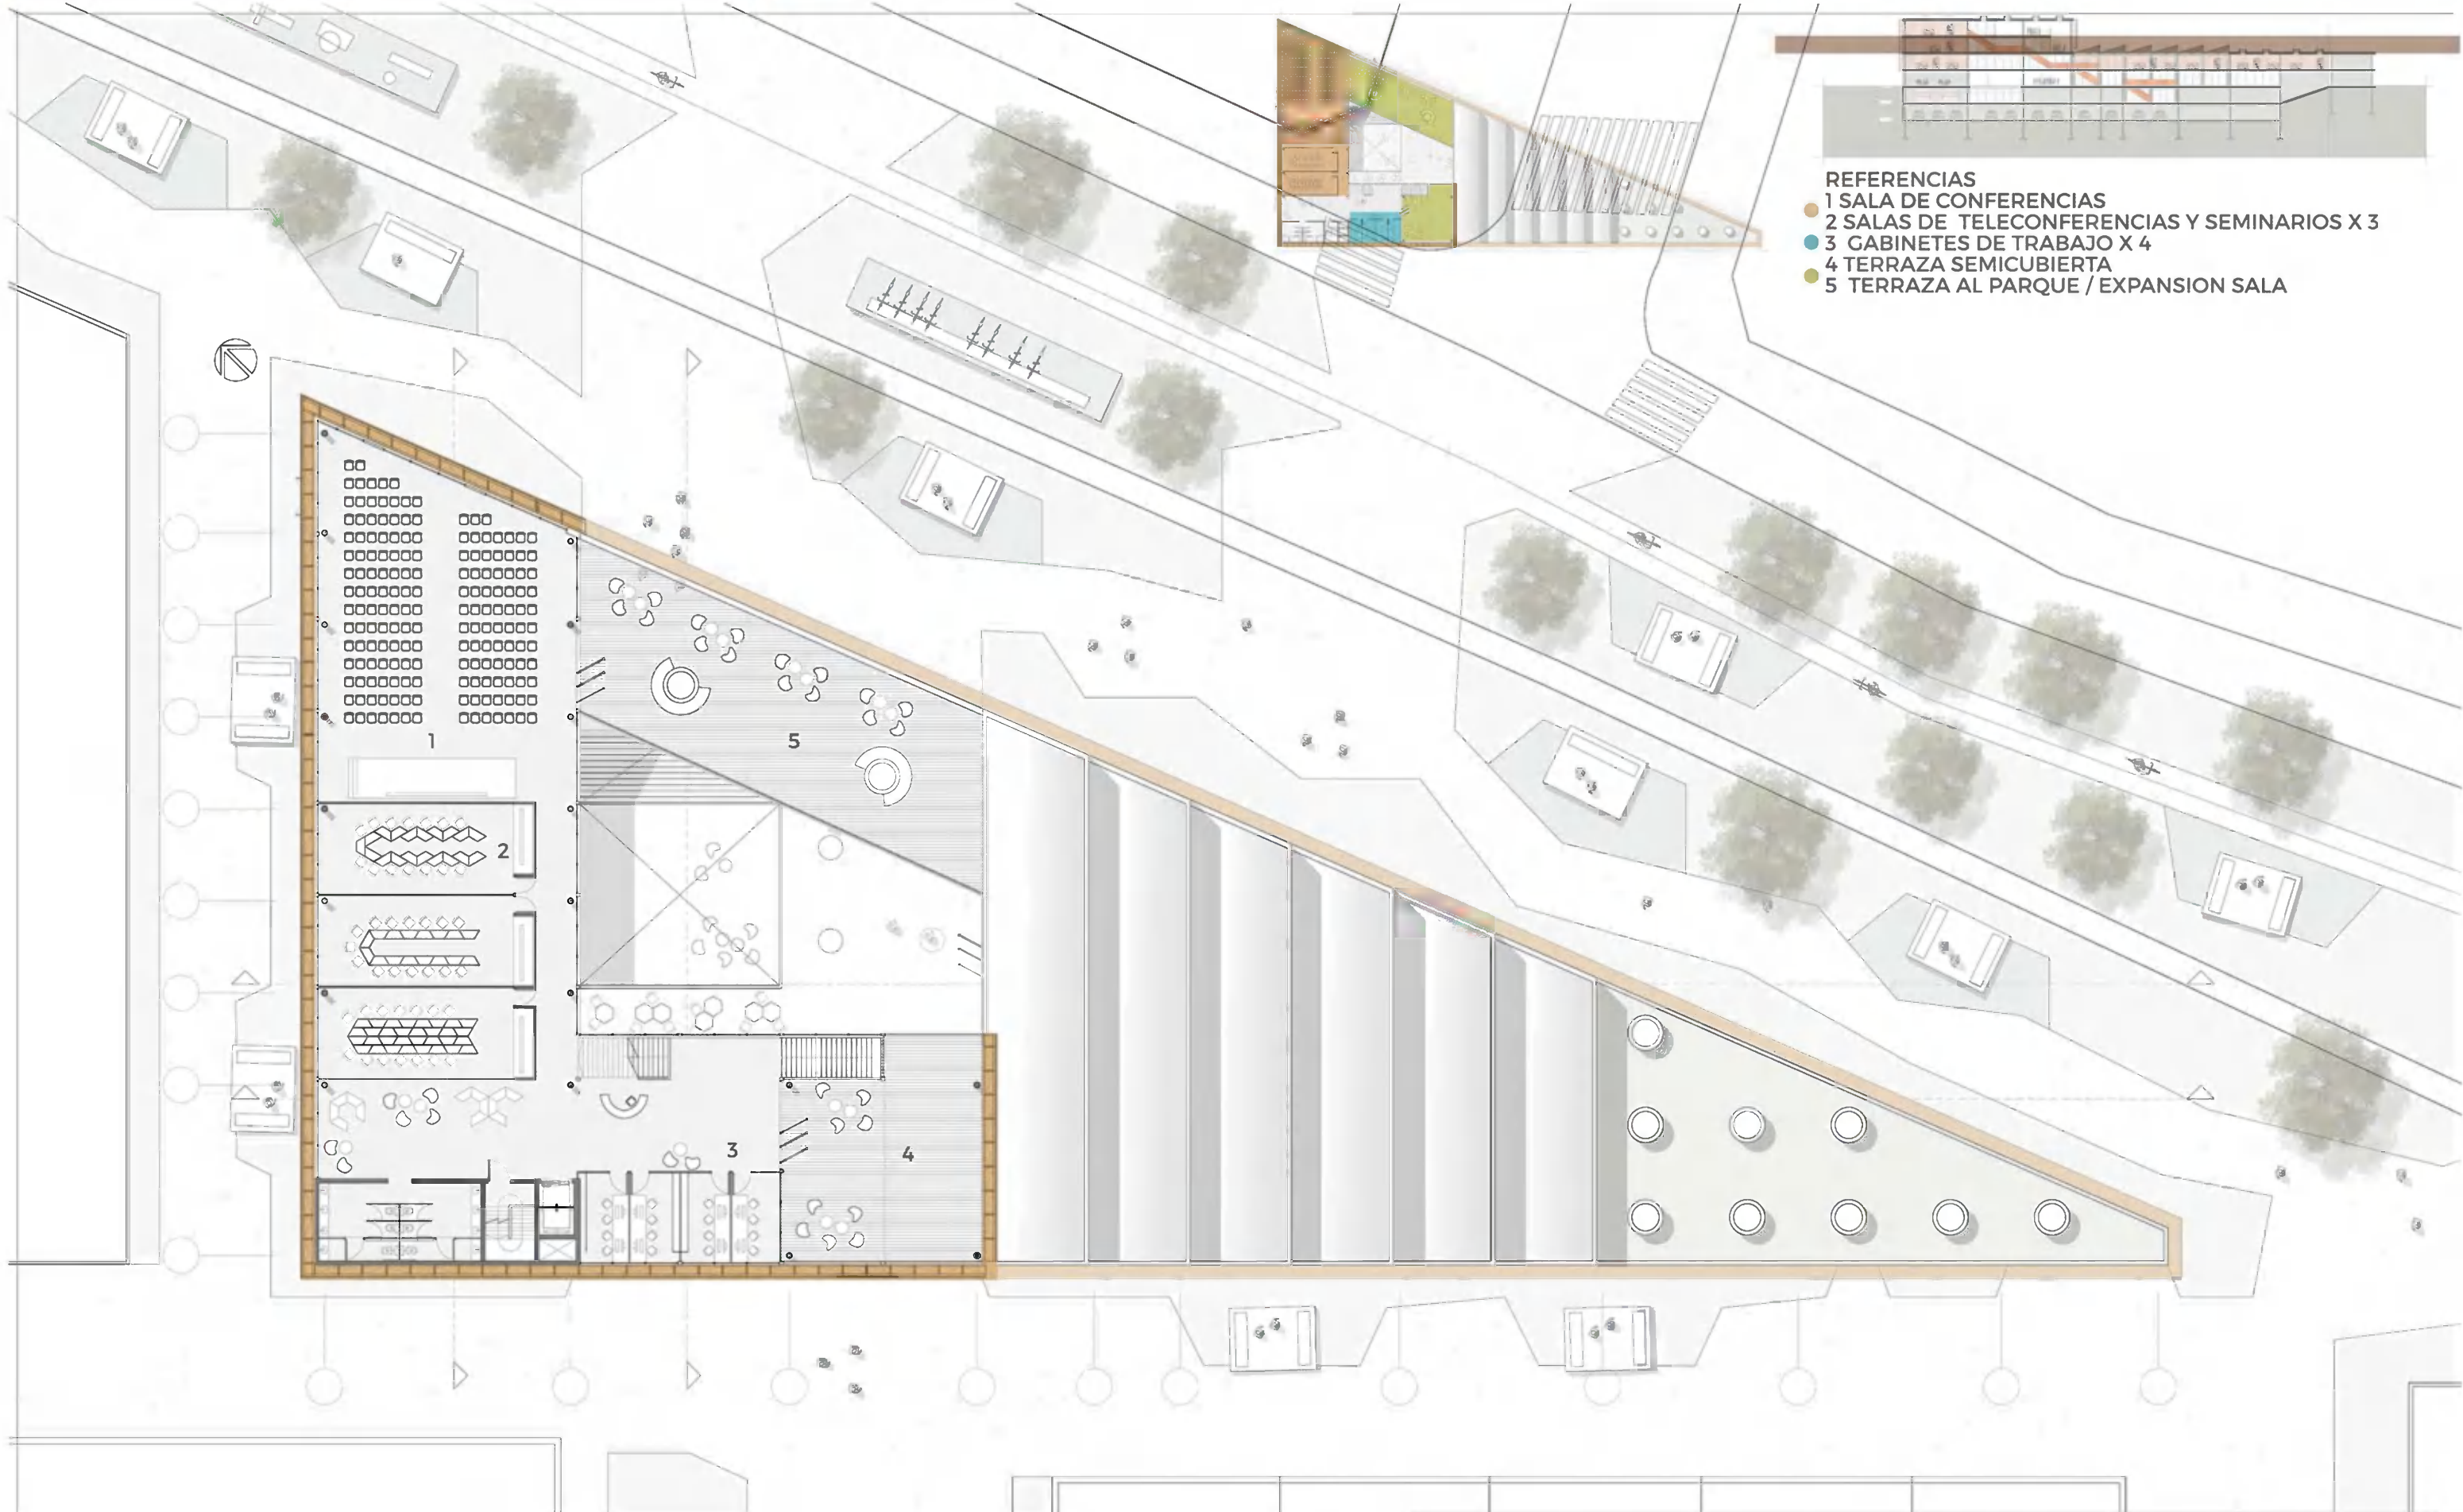 REFERENCIAS
1 SALA DE CONFERENCIAS
2 SALAS DE TELECONFERENCIAS Y SEMINARIOS X 3
3 GABINETES DE TRABAJO X 4
4 TERRAZA SEMICUBIERTA
5 TERRAZA AL PARQUE / EXPANSION SALA
1
5
2
3
4